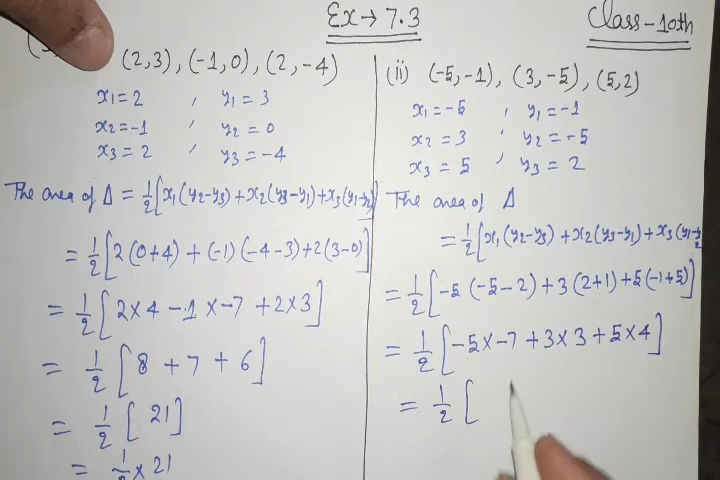 Ex→7.3
Class-10th
(2,3), (-1,0), (2,-4)
x1=2 , y1=3
x2=-1 , y2=0
x3=2 , y3=-4
The area of Δ = 1/2[x1(y2-y3)+x2(y3-y1)+x3(y1-y2)]
= 1/2[2(0+4)+(-1)(-4-3)+2(3-0)]
= 1/2[2×4-1×-7+2×3]
= 1/2[8+7+6]
= 1/2[21]
= 1/2×21
(ii) (-5,-1), (3,-5), (5,2)
x1=-5 , y1=-1
x2=3 , y2=-5
x3=5 , y3=2
The area of Δ
= 1/2[x1(y2-y3)+x2(y3-y1)+x3(y1-y2
= 1/2[-5(-5-2)+3(2+1)+5(-1+5)]
= 1/2[-5×-7+3×3+5×4]
= 1/2[